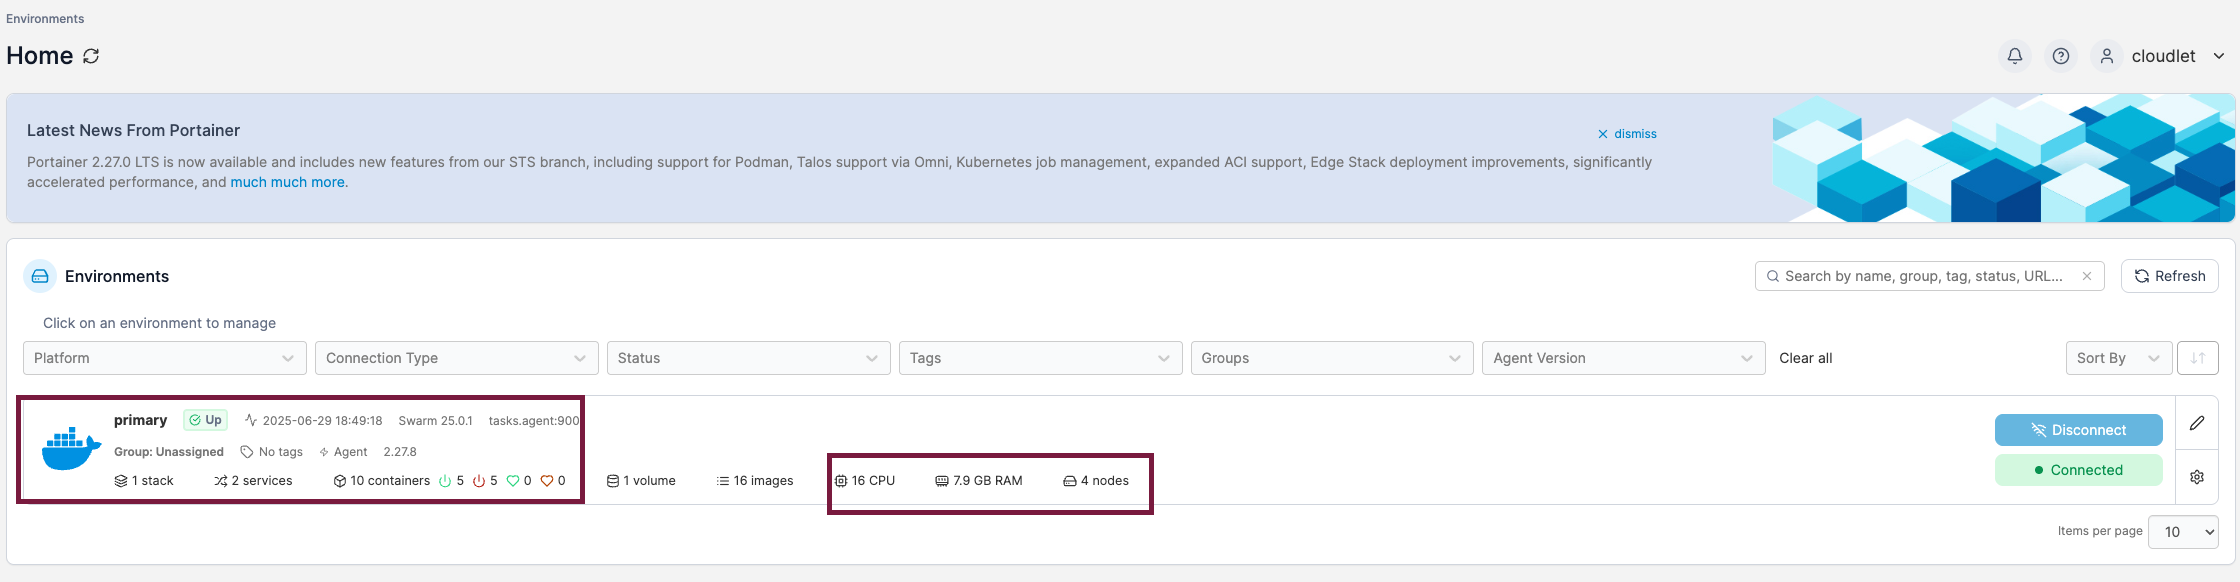 Environments
Home
cloudlet
Latest News From Portainer
dismiss
Portainer 2.27.0 LTS is now available and includes new features from our STS branch, including support for Podman, Talos support via Omni, Kubernetes job management, expanded ACI support, Edge Stack deployment improvements, significantly
accelerated performance, and much much more.
Environments
Search by name, group, tag, status, URL...
Refresh
Click on an environment to manage
Platform
Connection Type
Status
Tags
Groups
Agent Version
Clear all
Sort By
primary Up 2025-06-29 18:49:18 Swarm 25.0.1 tasks.agent:900
Group: Unassigned No tags Agent 2.27.8
1 stack 2 services 10 containers 5 5 0 0 1 volume 16 images 16 CPU 7.9 GB RAM 4 nodes
Disconnect
Connected
Items per page 10